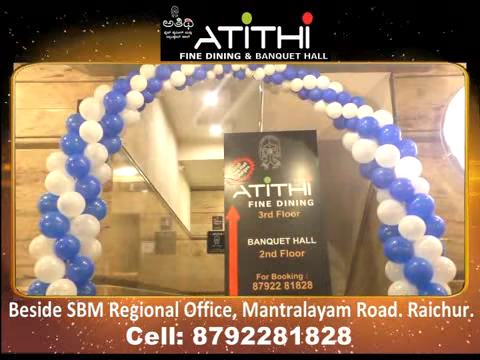 ಅತಿಥಿ
ATITHI
FINE DINING & BANQUET HALL
ATITHI
FINE DINING
3rd Floor
BANQUET HALL
2nd Floor
For Booking :
87922 81828
Beside SBM Regional Office, Mantralayam Road. Raichur.
Cell: 8792281828